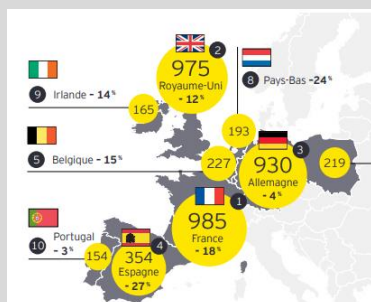 2
975
Royaume-Uni
- 12 %
8 Pays-Bas -24%
9 Irlande - 14%
165
193
3
930
Allemagne
- 4 %
219
5 Belgique - 15%
227
1
985
France
- 18 %
10 Portugal
- 3%
154
4
354
Espagne
- 27 %